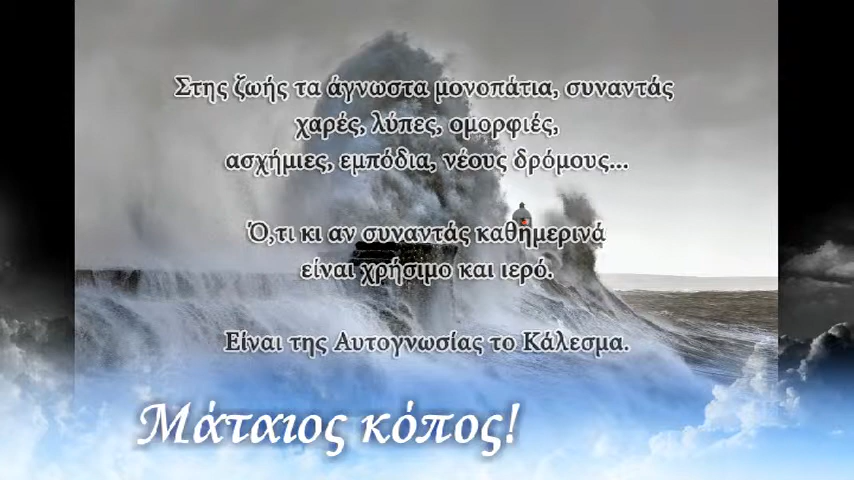 Στης ζωής τα άγνωστα μονοπάτια, συναντάς
χαρές, λύπες, ομορφιές,
ασχήμιες, εμπόδια, νέους δρόμους...
Ό,τι κι αν συναντάς καθημερινά
είναι χρήσιμο και ιερό.
Είναι της Αυτογνωσίας το Κάλεσμα.
Μάταιος κόπος!